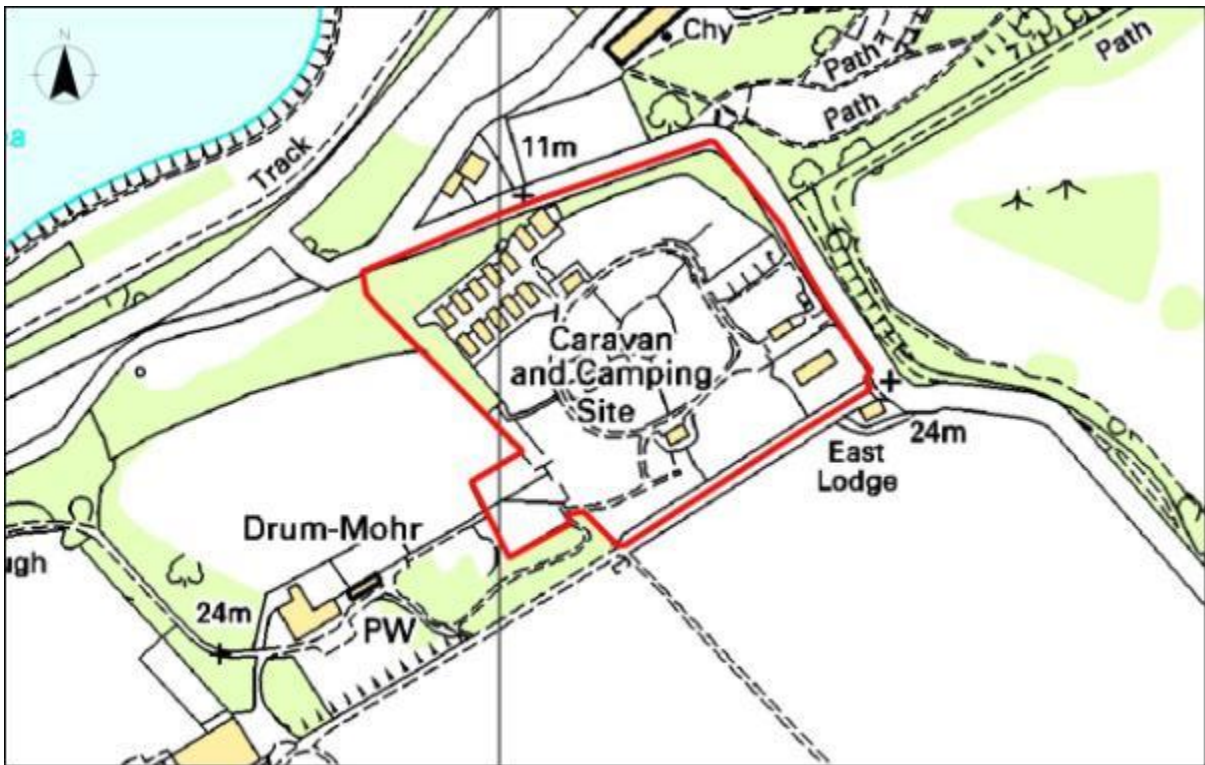 N
Chy
Path
Path
Path
a
Track
11m
Caravan
and Camping
Site
East
Lodge
24m
Drum-Mohr
ugh
24m
PW